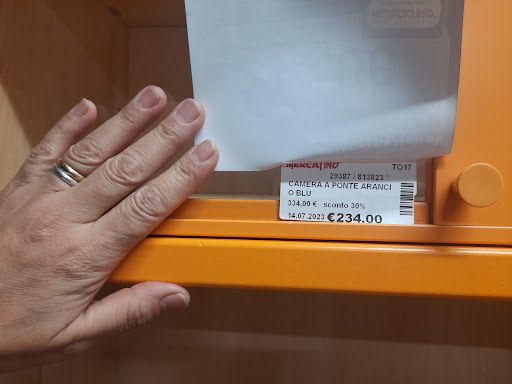 MERCATINO TO17
29387 / 813823
CAMERA A PONTE ARANCI
O BLU
334,00 € sconto 30%
14.07.2023 €234,00